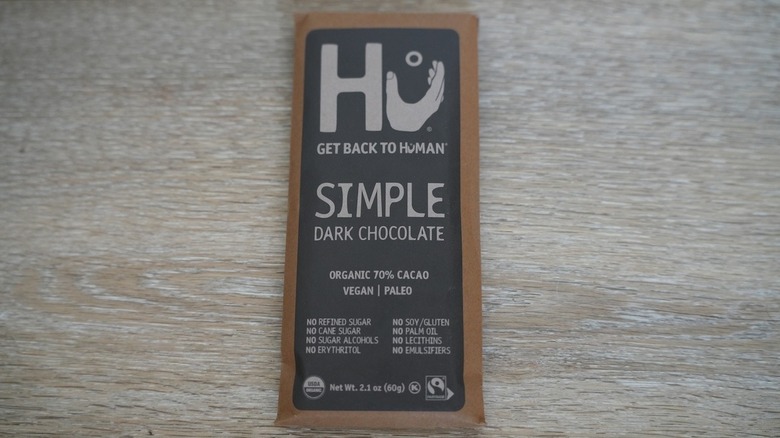 Hu
GET BACK TO HUMAN
SIMPLE
DARK CHOCOLATE
ORGANIC 70% CACAO
VEGAN | PALEO
NO REFINED SUGAR
NO CANE SUGAR
NO SUGAR ALCOHOLS
NO ERYTHRITOL
NO SOY/GLUTEN
NO PALM OIL
NO LECITHINS
NO EMULSIFIERS
USDA
ORGANIC
Net Wt. 2.1 oz (60g)
K